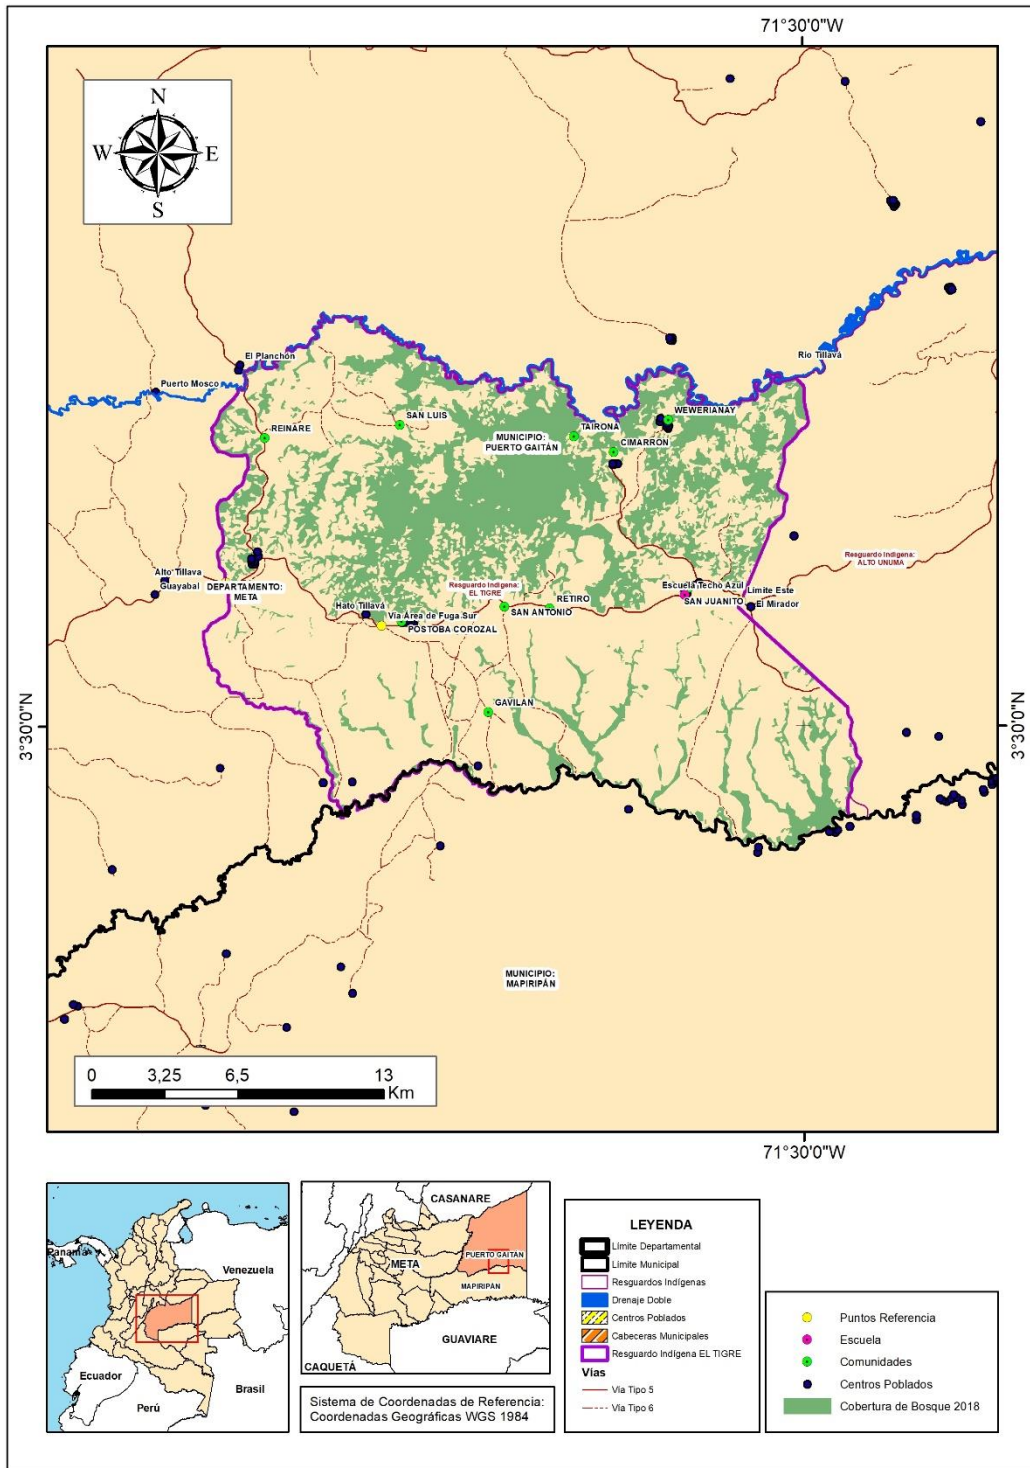 71°30'0"W
N
W
E
S
Río Tillavá
El Planchón
Puerto Mosco
WEWERIANAY
SAN LUIS
REINARE
TAIRONA
MUNICIPIO:
PUERTO GAITÁN
CIMARRON
Resguardo Indígena:
ALTO UNUMA
Alto Tillava
Guayabal
DEPARTAMENTO:
META
Resguardo Indígena:
EL TIGRE
Escuela Techo Azul
Límite Este
RETIRO
SAN JUANITO
El Mirador
Hato Tillavá
SAN ANTONIO
Vía Área de Fuga Sur
POSTOBA COROZAL
GAVILAN
3°30'0"N
3°30'0"N
MUNICIPIO:
MAPIRIPÁN
0 3,25 6,5 13
Km
71°30'0"W
Panamá
Venezuela
Ecuador
Perú
Brasil
CASANARE
META
PUERTO GAITÁN
MAPIRIPÁN
GUAVIARE
CAQUETÁ
Sistema de Coordenadas de Referencia:
Coordenadas Geográficas WGS 1984
LEYENDA
Límite Departamental
Límite Municipal
Resguardos Indígenas
Drenaje Doble
Centros Poblados
Cabeceras Municipales
Resguardo Indígena EL TIGRE
Vías
Vía Tipo 5
Vía Tipo 6
Puntos Referencia
Escuela
Comunidades
Centros Poblados
Cobertura de Bosque 2018